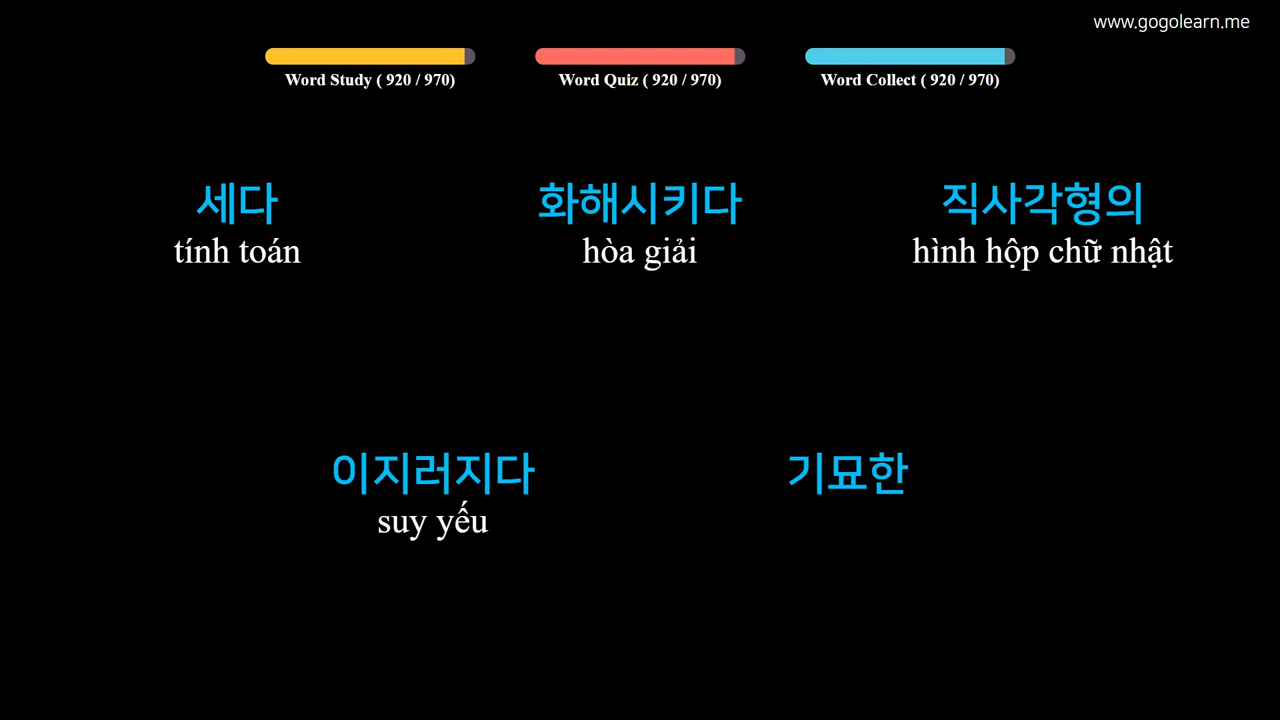 www.gogolearn.me
Word Study ( 920 / 970)
Word Quiz ( 920 / 970)
Word Collect ( 920 / 970)
세다
tính toán
화해시키다
hòa giải
직사각형의
hình hộp chữ nhật
이지러지다
suy yếu
기묘한